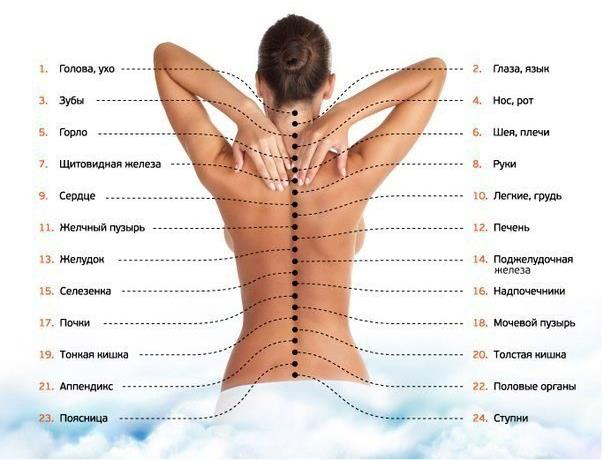 1. Голова, ухо
2. Глаза, язык
3. Зубы
4. Нос, рот
5. Горло
6. Шея, плечи
7. Щитовидная железа
8. Руки
9. Сердце
10. Легкие, грудь
11. Желчный пузырь
12. Печень
13. Желудок
14. Поджелудочная
железа
15. Селезенка
16. Надпочечники
17. Почки
18. Мочевой пузырь
19. Тонкая кишка
20. Толстая кишка
21. Аппендикс
22. Половые органы
23. Поясница
24. Ступни